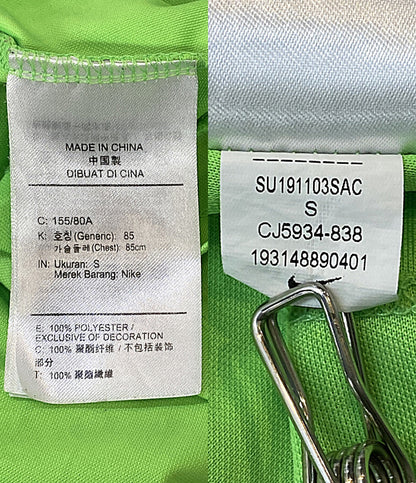 MADE IN CHINA
中國製
DIBUAT DI CINA
C: 155/80A
K: 호칭 (Generic): 85
가슴둘레 (Chest): 85cm
IN: Ukuran: S
Merek Barang: Nike
E: 100% POLYESTER /
EXCLUSIVE OF DECORATION
C: 100% 聚酯纤维 / 不包括装饰
部分
T: 100% 聚酯纖維
SU191103SAC
S
CJ5934-838
193148890401